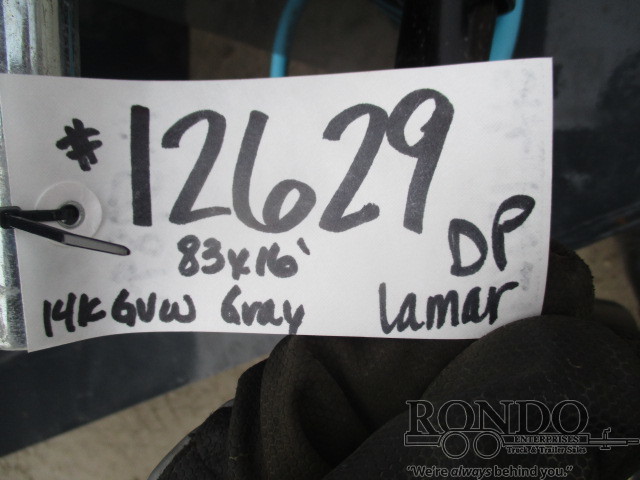 *12629
83x16'
DP
14K GVW Gray Lamar
RONDO
ENTERPRISES
Truck & Trailer Sales
"We're always behind you."